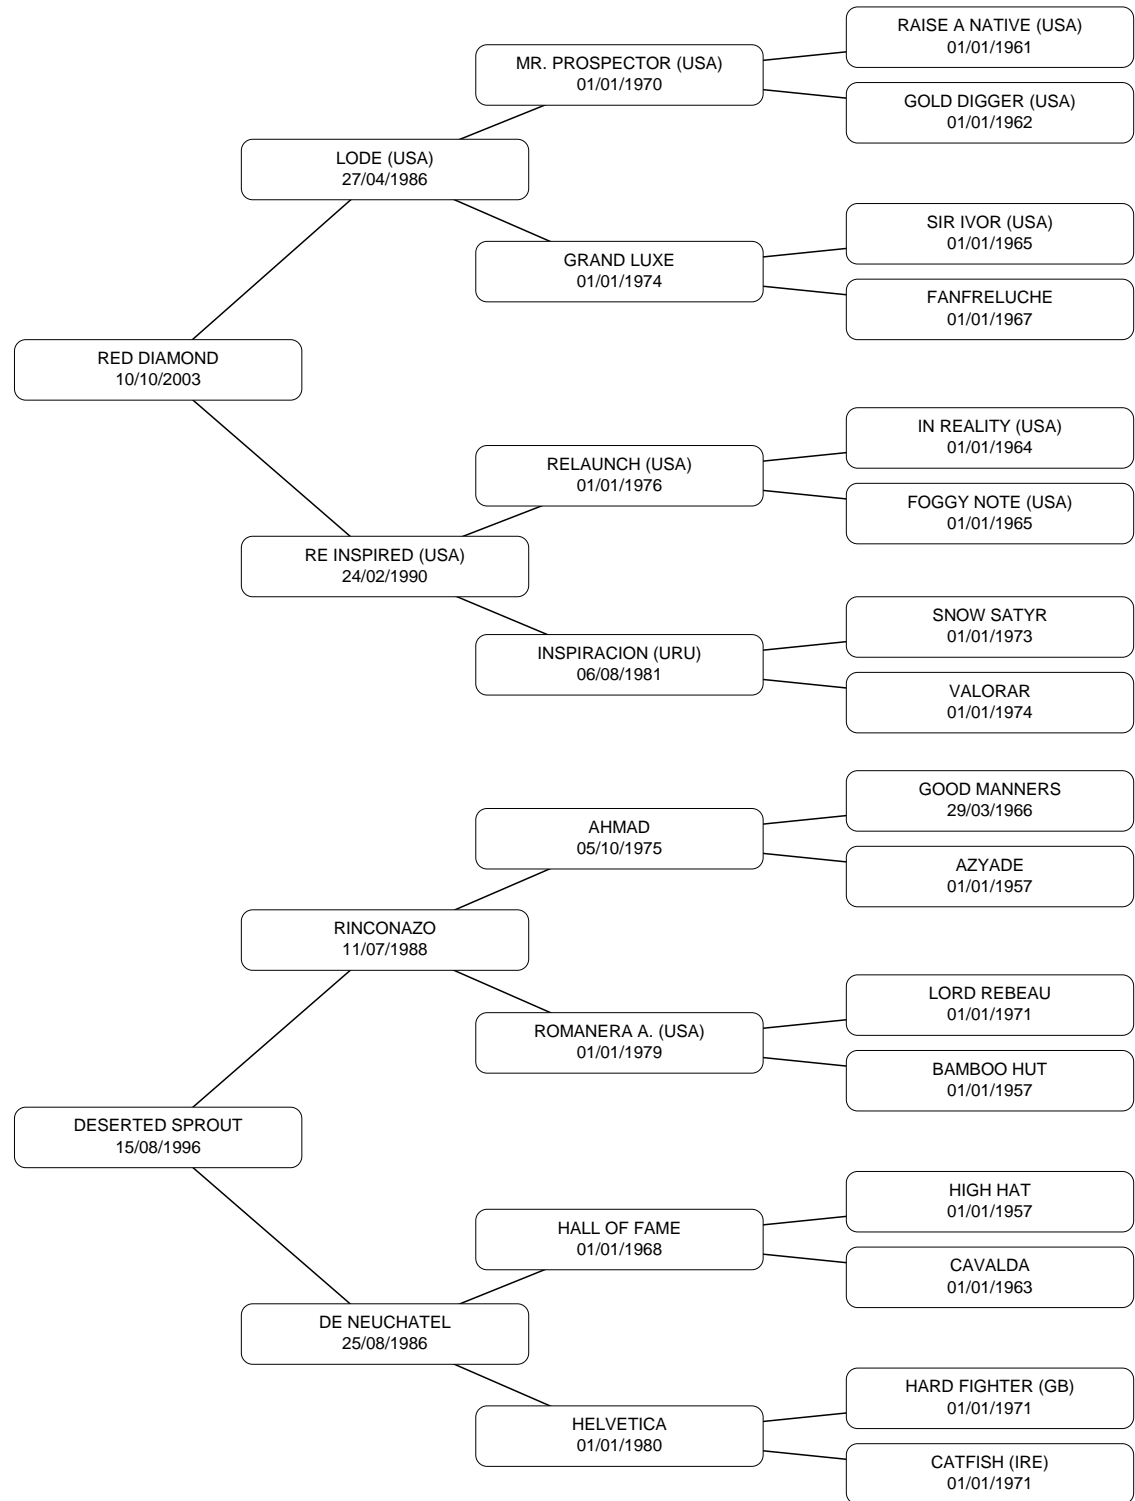 RAISE A NATIVE (USA)
01/01/1961
MR. PROSPECTOR (USA)
01/01/1970
GOLD DIGGER (USA)
01/01/1962
LODE (USA)
27/04/1986
SIR IVOR (USA)
01/01/1965
GRAND LUXE
01/01/1974
FANFRELUCHE
01/01/1967
RED DIAMOND
10/10/2003
IN REALITY (USA)
01/01/1964
RELAUNCH (USA)
01/01/1976
FOGGY NOTE (USA)
01/01/1965
RE INSPIRED (USA)
24/02/1990
SNOW SATYR
01/01/1973
INSPIRACION (URU)
06/08/1981
VALORAR
01/01/1974
GOOD MANNERS
29/03/1966
AHMAD
05/10/1975
AZYADE
01/01/1957
RINCONAZO
11/07/1988
LORD REBEAU
01/01/1971
ROMANERA A. (USA)
01/01/1979
BAMBOO HUT
01/01/1957
DESERTED SPROUT
15/08/1996
HIGH HAT
01/01/1957
HALL OF FAME
01/01/1968
CAVALDA
01/01/1963
DE NEUCHATEL
25/08/1986
HARD FIGHTER (GB)
01/01/1971
HELVETICA
01/01/1980
CATFISH (IRE)
01/01/1971